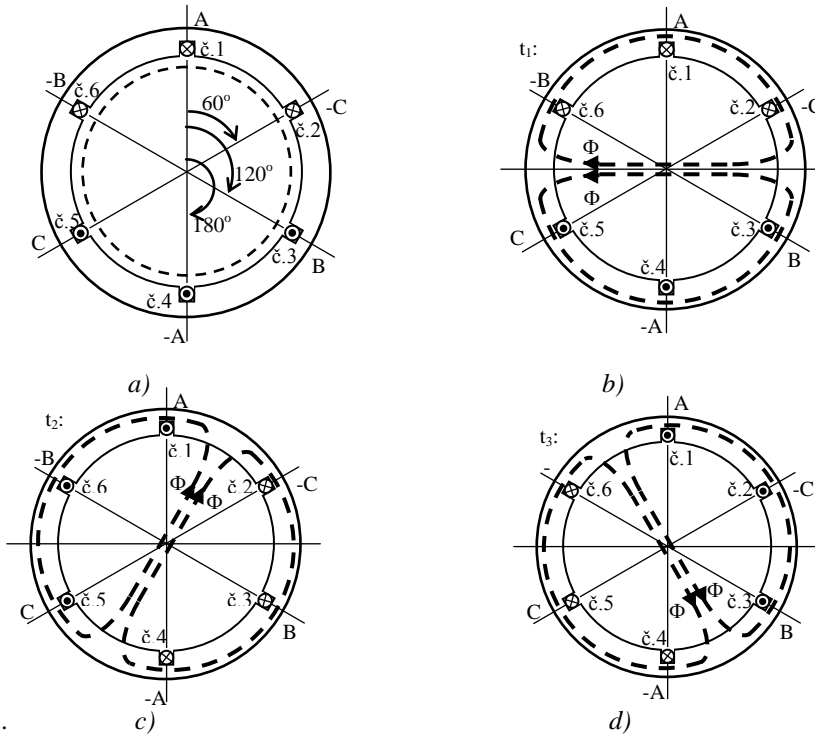 A
č.1
-B
č.6
60°
-C
č.2
120°
180°
č.5
C
č.3
B
č.4
-A
a)
t₁:
A
č.1
-B
č.6
č.2
-C
Φ
Φ
C
č.5
č.3
B
č.4
-A
b)
t₂:
A
č.1
-B
č.6
Φ
Φ
č.2
-C
C
č.5
č.3
B
č.4
-A
. c)
t₃:
A
č.1
-
č.6
č.2
-C
C
č.5
Φ
Φ
č.3
B
č.4
-A
d)